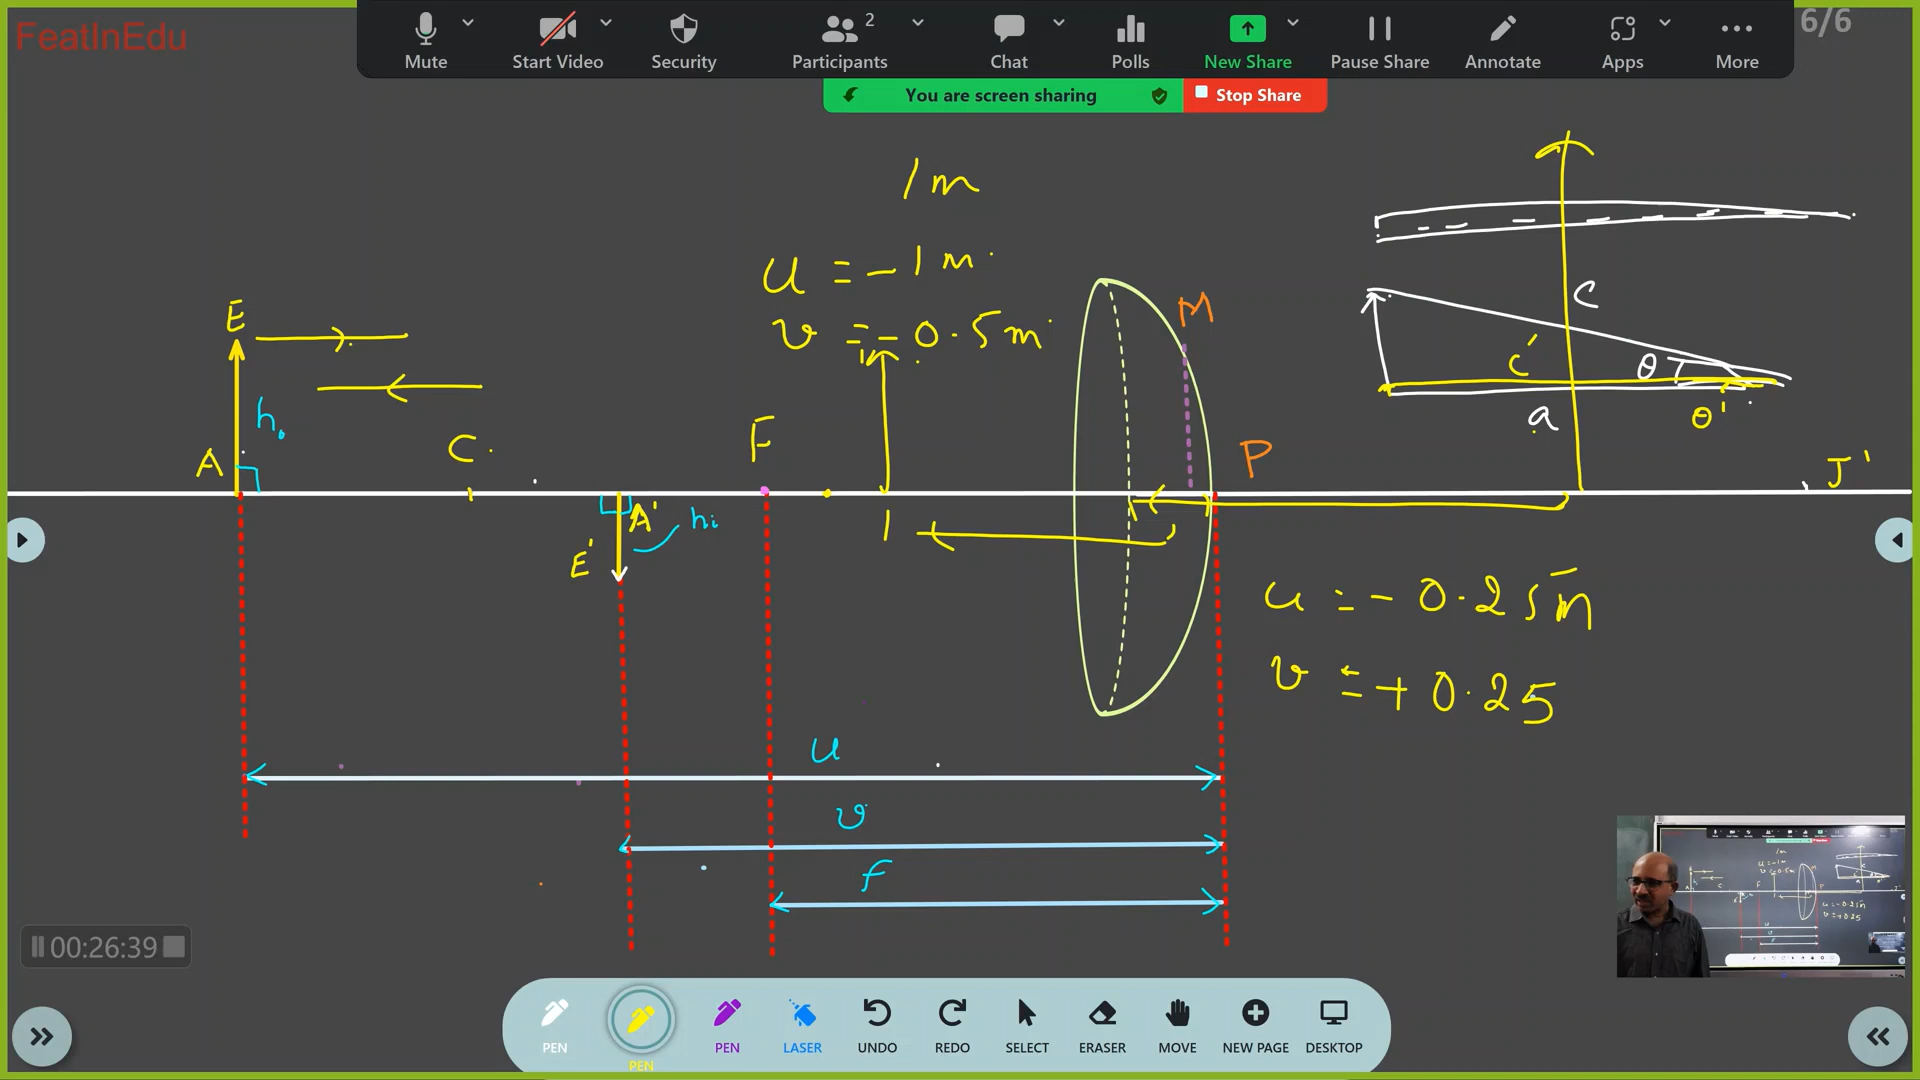 FeatInEdu
2
6/6
Mute
Start Video
Security
Participants
Chat
Polls
New Share
Pause Share
Annotate
Apps
More
You are screen sharing
Stop Share
1m
u = - 1m
v = - 0.5m
E
A
h₀
C
F
M
P
C
C'
θ
a
θ'
J'
A'
E'
hi
I
u = - 0.25m
v = + 0.25
u
v
f
00:26:39
PEN
PEN
PEN
LASER
UNDO
REDO
SELECT
ERASER
MOVE
NEW PAGE
DESKTOP